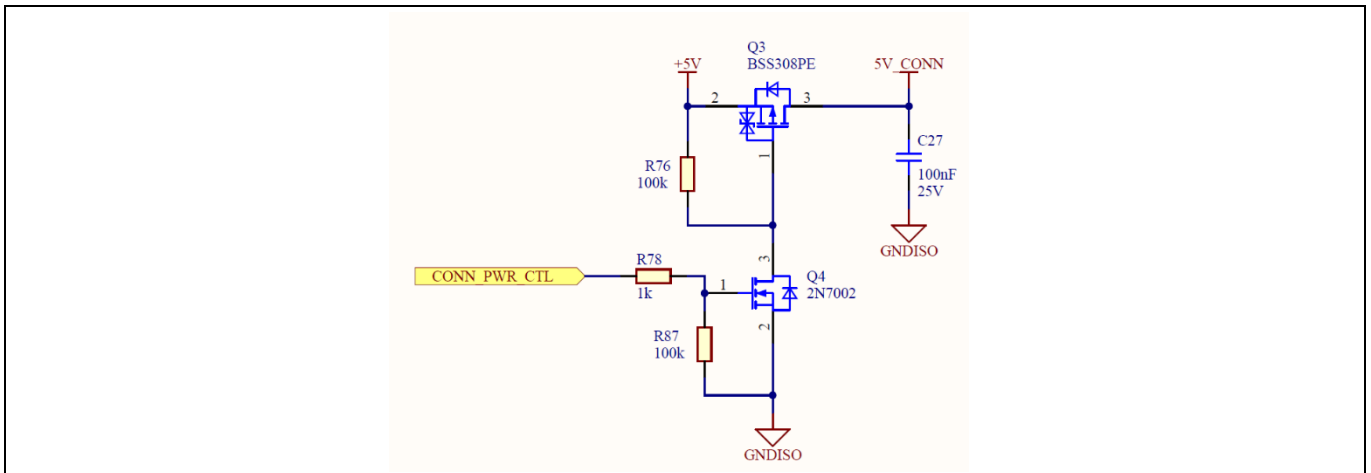 Q3
BSS308PE
+5V
5V_CONN
2
3
1
C27
100nF
25V
R76
100k
GNDISO
3
R78
CONN_PWR_CTL
1k
1
Q4
2N7002
2
R87
100k
GNDISO